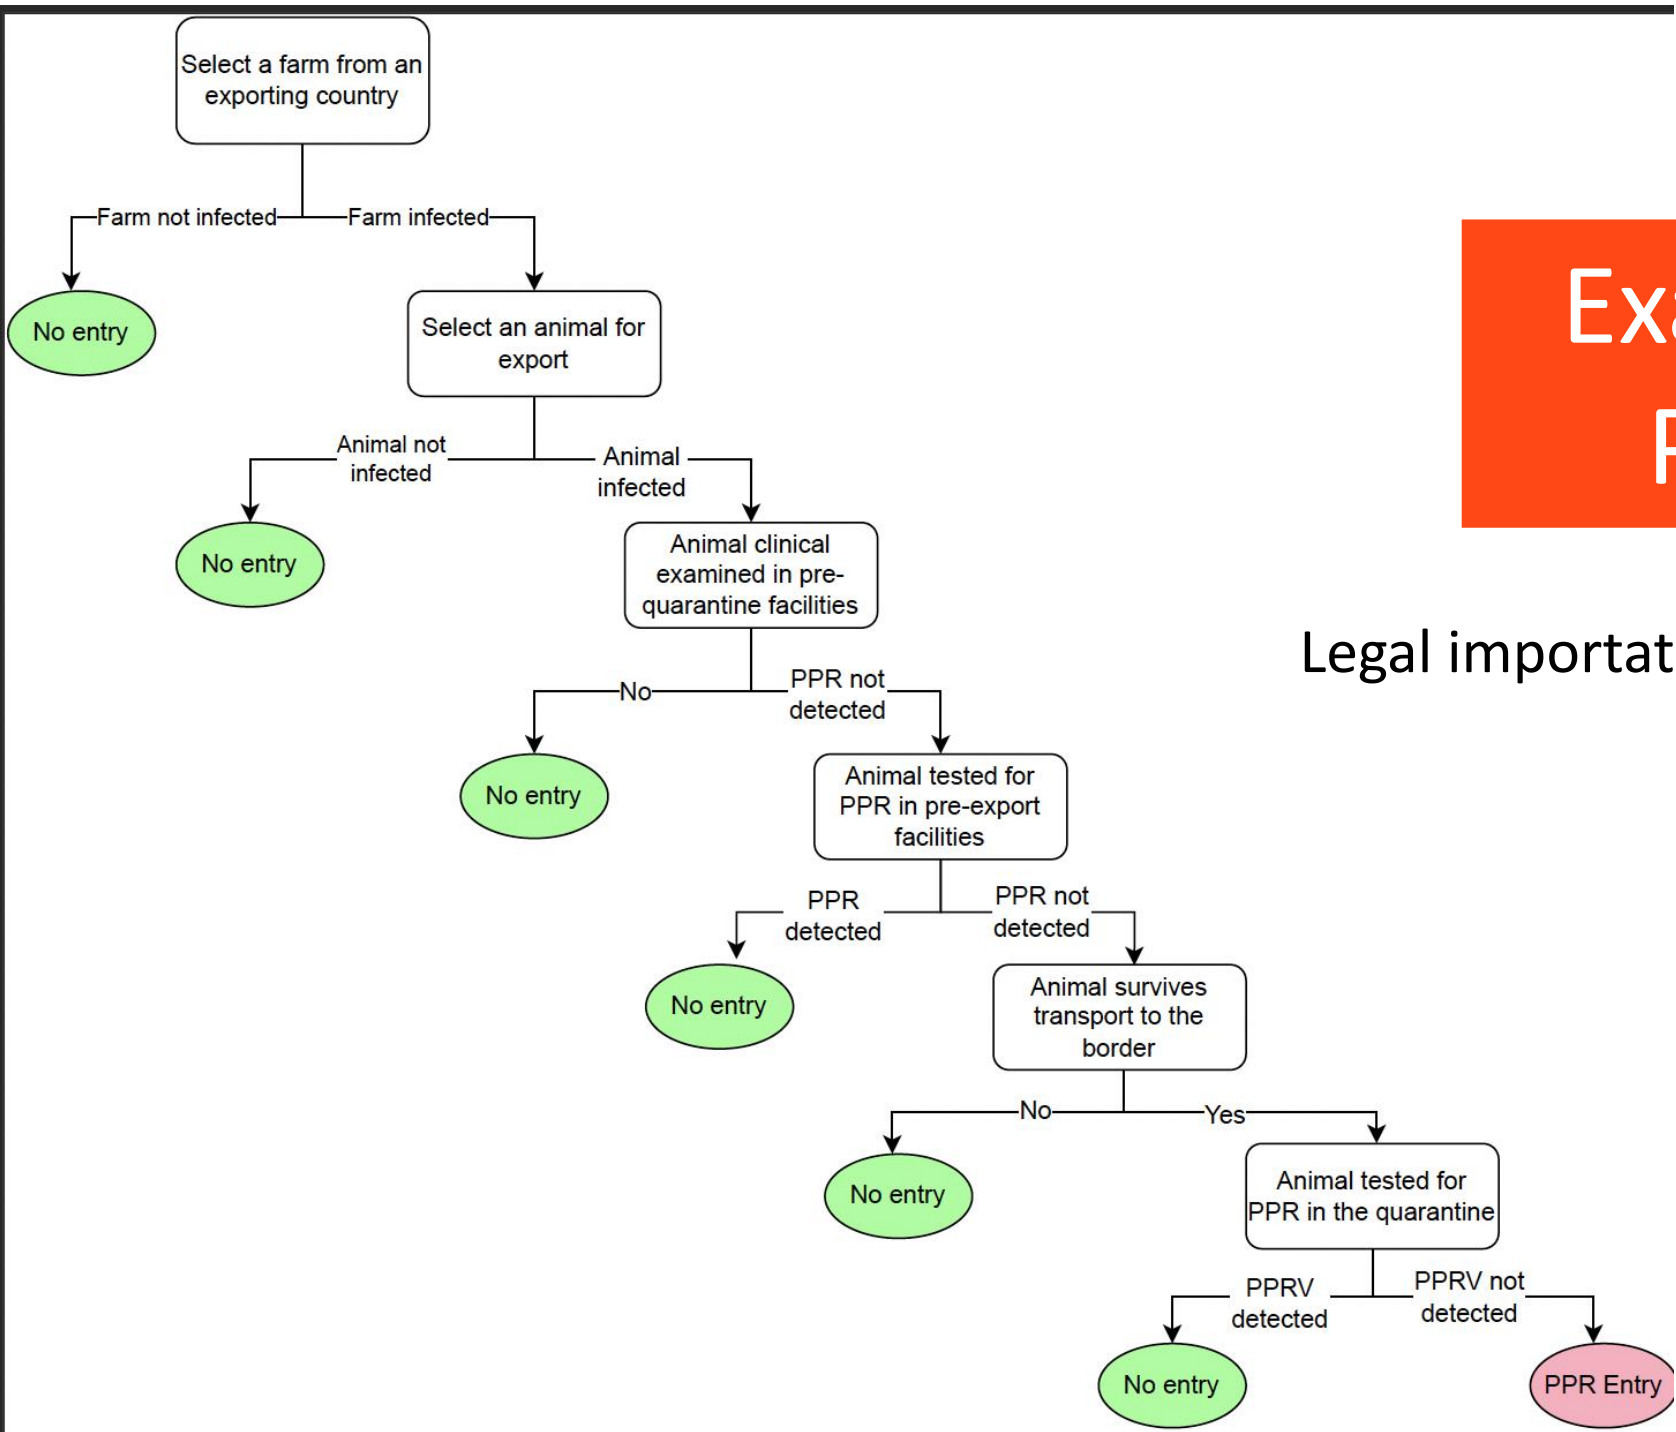 Select a farm from an
exporting country
Farm not infected
Farm infected
No entry
Select an animal for
export
Animal not
infected
Animal
infected
No entry
Animal clinical
examined in pre-
quarantine facilities
No
PPR not
detected
No entry
Animal tested for
PPR in pre-export
facilities
PPR
detected
PPR not
detected
No entry
Animal survives
transport to the
border
No
Yes
No entry
Animal tested for
PPR in the quarantine
PPRV
detected
PPRV not
detected
No entry
PPR Entry
Legal importat